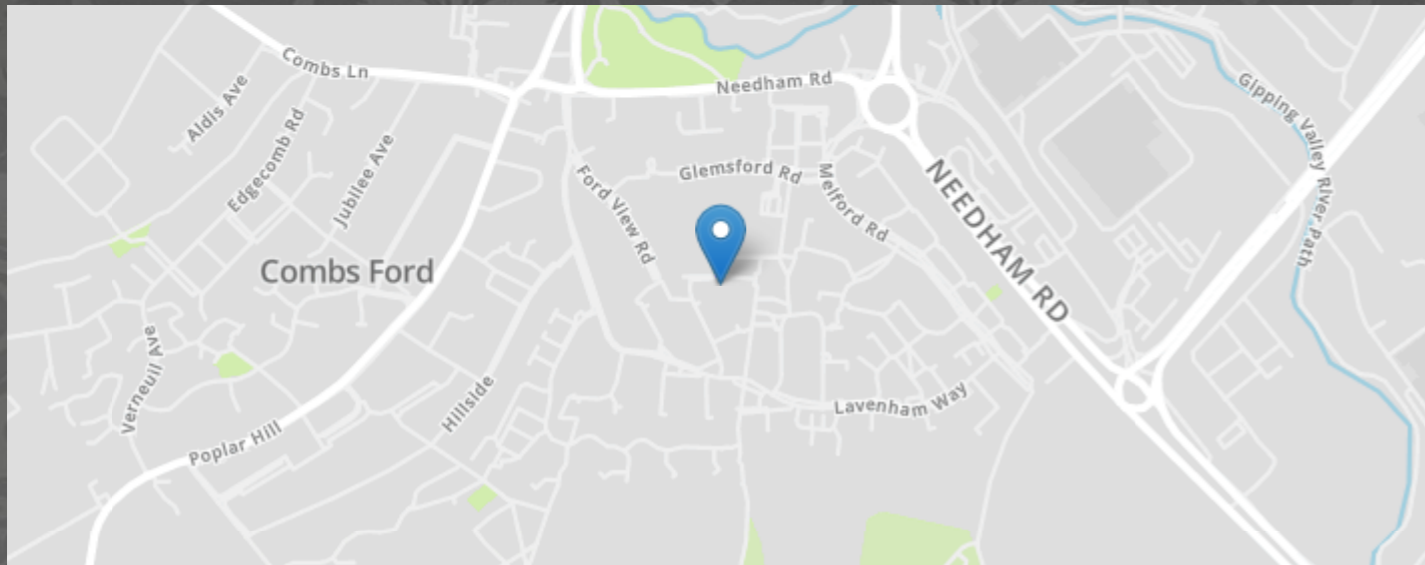 Combs Ln
Needham Rd
Aldis Ave
Edgecomb Rd
Jubilee Ave
Gipping Valley River Path
Glemsford Rd
Ford View Rd
Melford Rd
NEEDHAM RD
Combs Ford
Verneuil Ave
Hillside
Lavenham Way
Poplar Hill